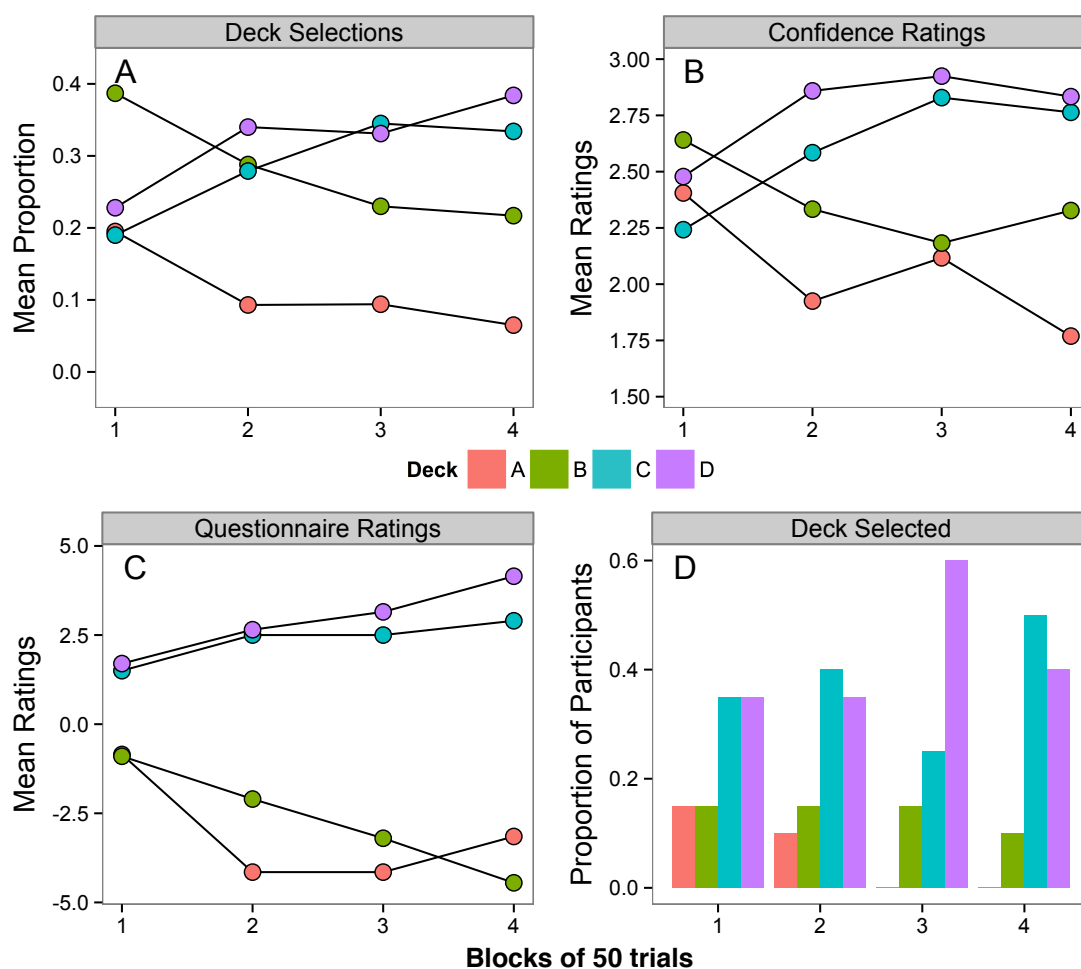 Deck Selections
A
Mean Proportion
0.4
0.3
0.2
0.1
0.0
1 2 3 4
Confidence Ratings
B
Mean Ratings
3.00
2.75
2.50
2.25
2.00
1.75
1.50
1 2 3 4
Deck A B C D
Questionnaire Ratings
C
Mean Ratings
5.0
2.5
0.0
-2.5
-5.0
1 2 3 4
Deck Selected
D
Proportion of Participants
0.6
0.4
0.2
0.0
1 2 3 4
Blocks of 50 trials